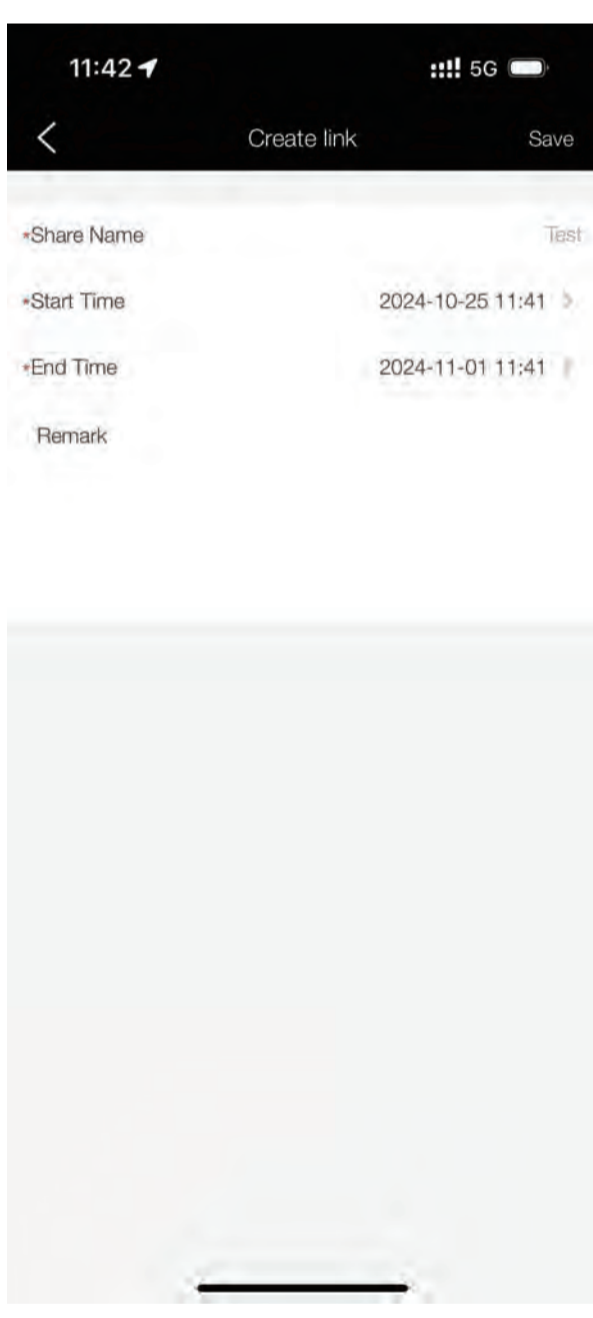 11:42 5G
Create link Save
*Share Name Test
*Start Time 2024-10-25 11:41
*End Time 2024-11-01 11:41
Remark